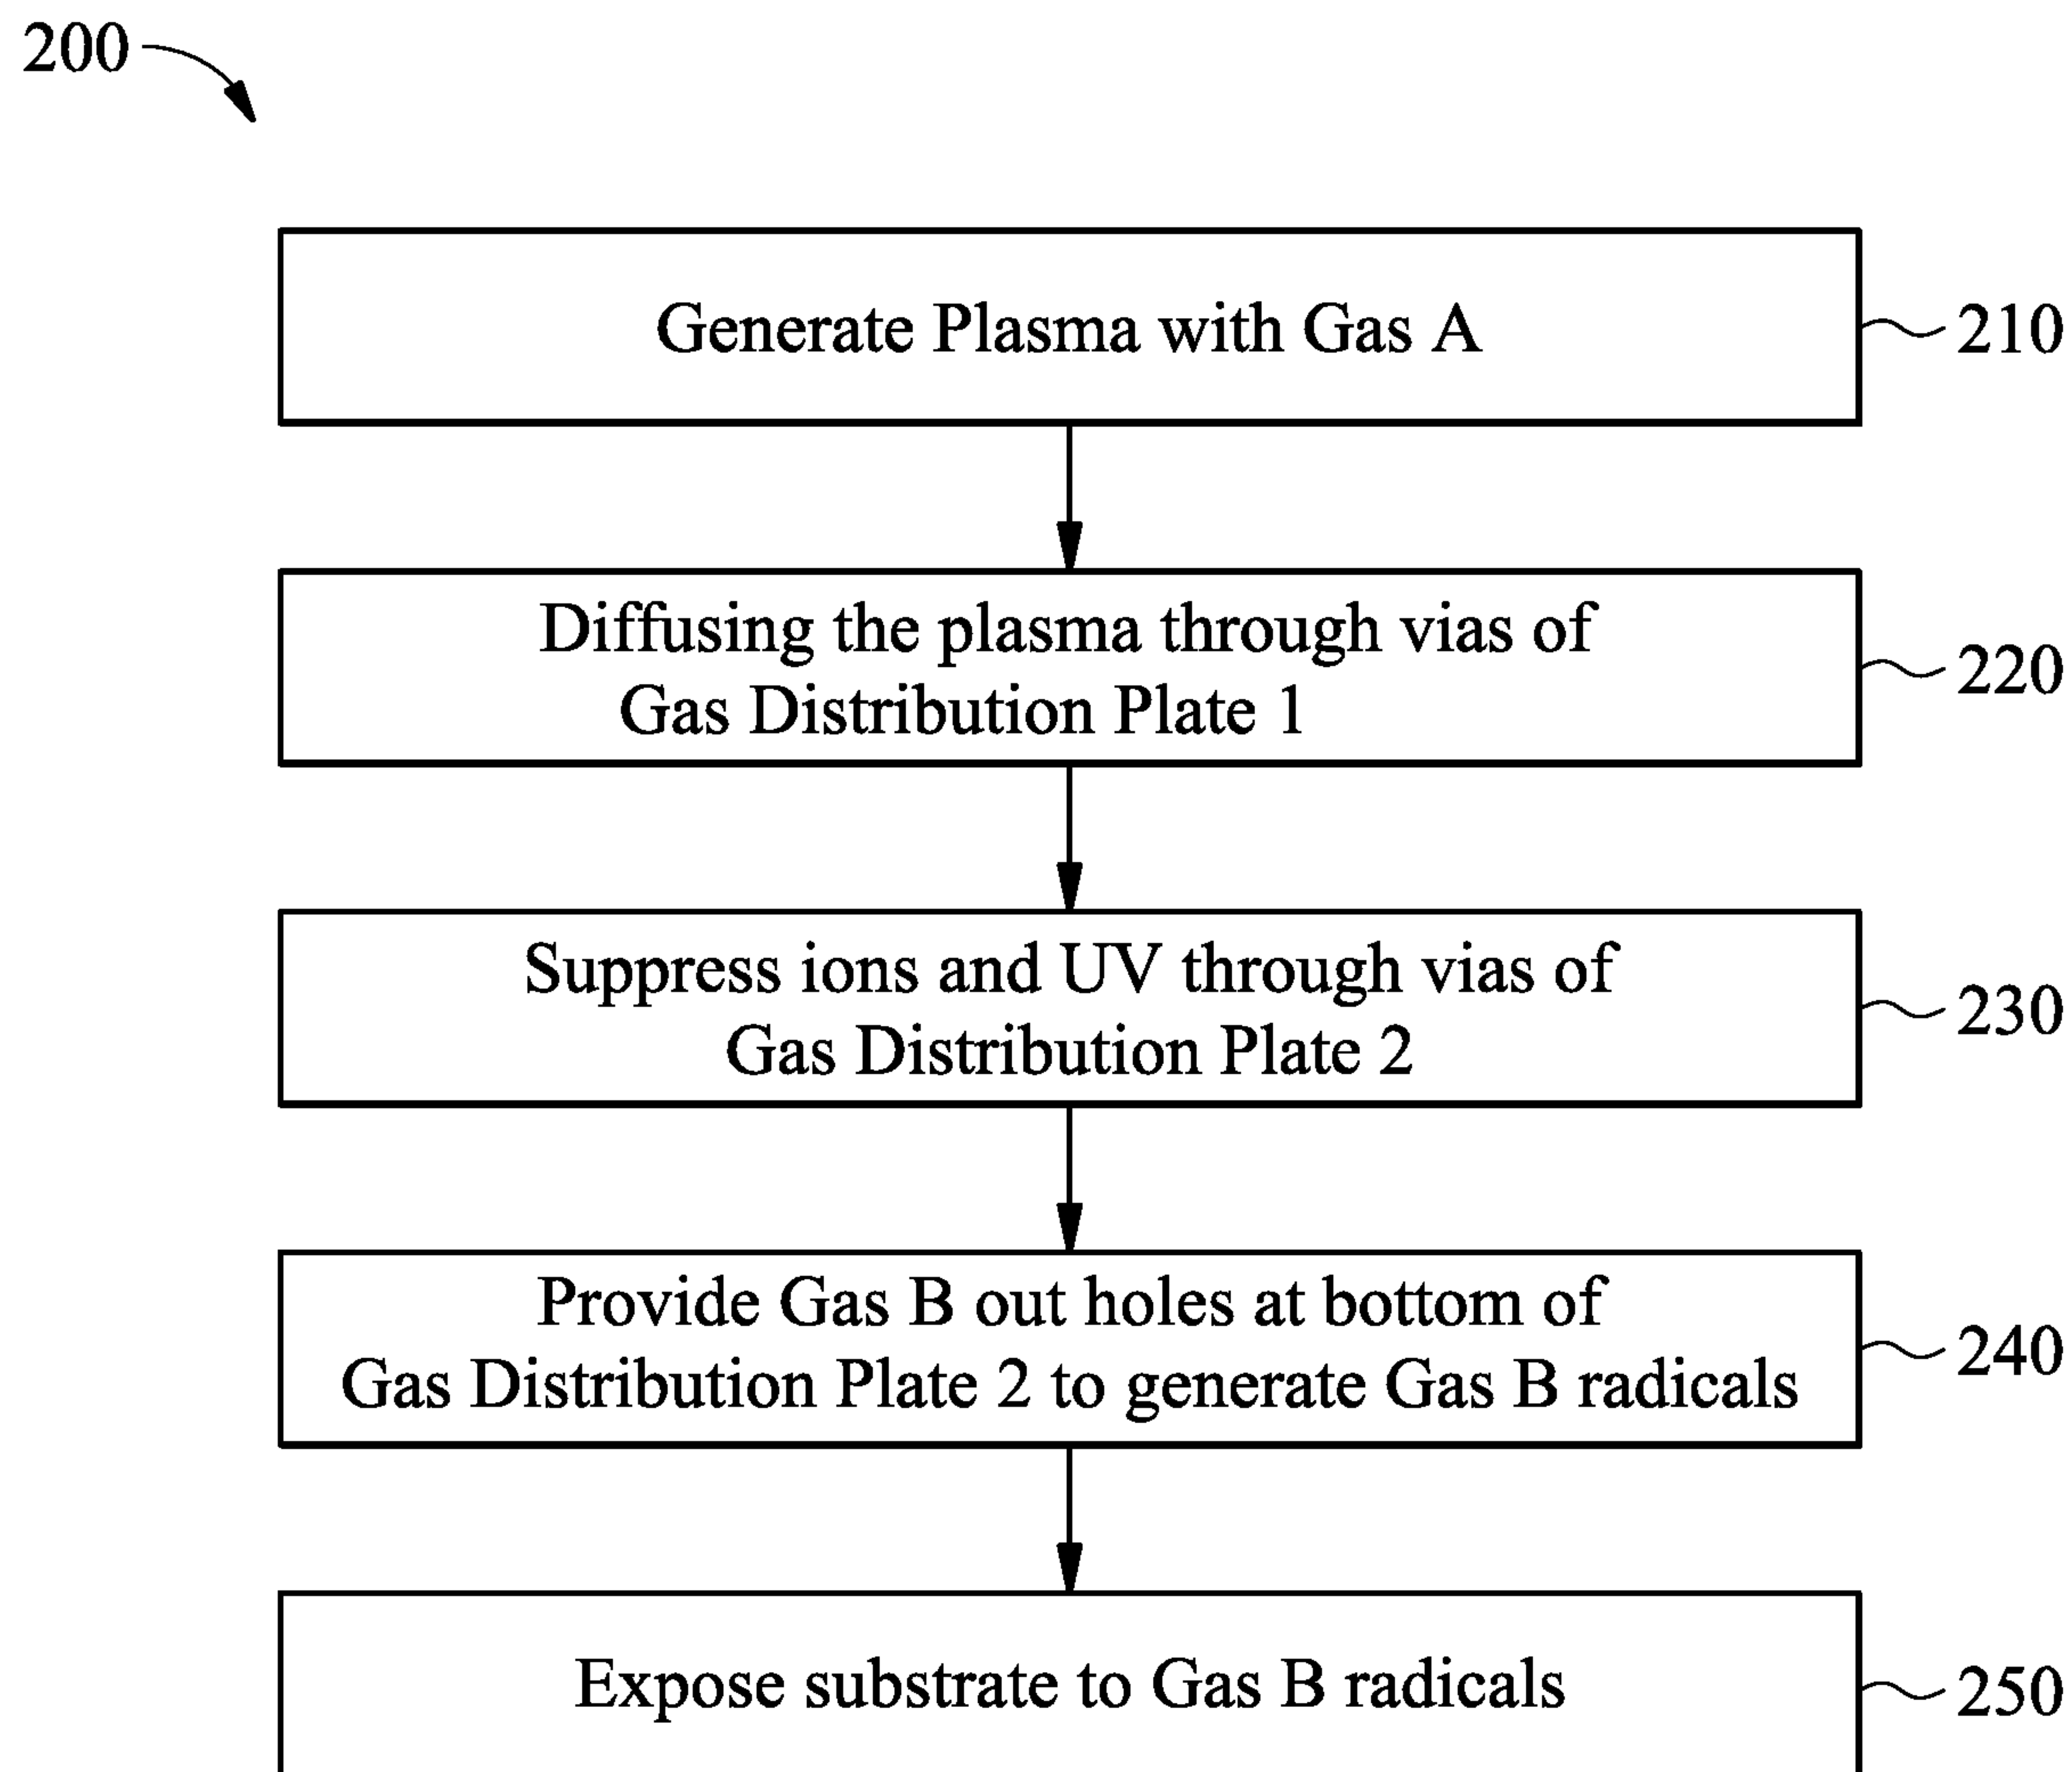 200
Generate Plasma with Gas A
210
Diffusing the plasma through vias of
Gas Distribution Plate 1
220
Suppress ions and UV through vias of
Gas Distribution Plate 2
230
Provide Gas B out holes at bottom of
Gas Distribution Plate 2 to generate Gas B radicals
240
Expose substrate to Gas B radicals
250